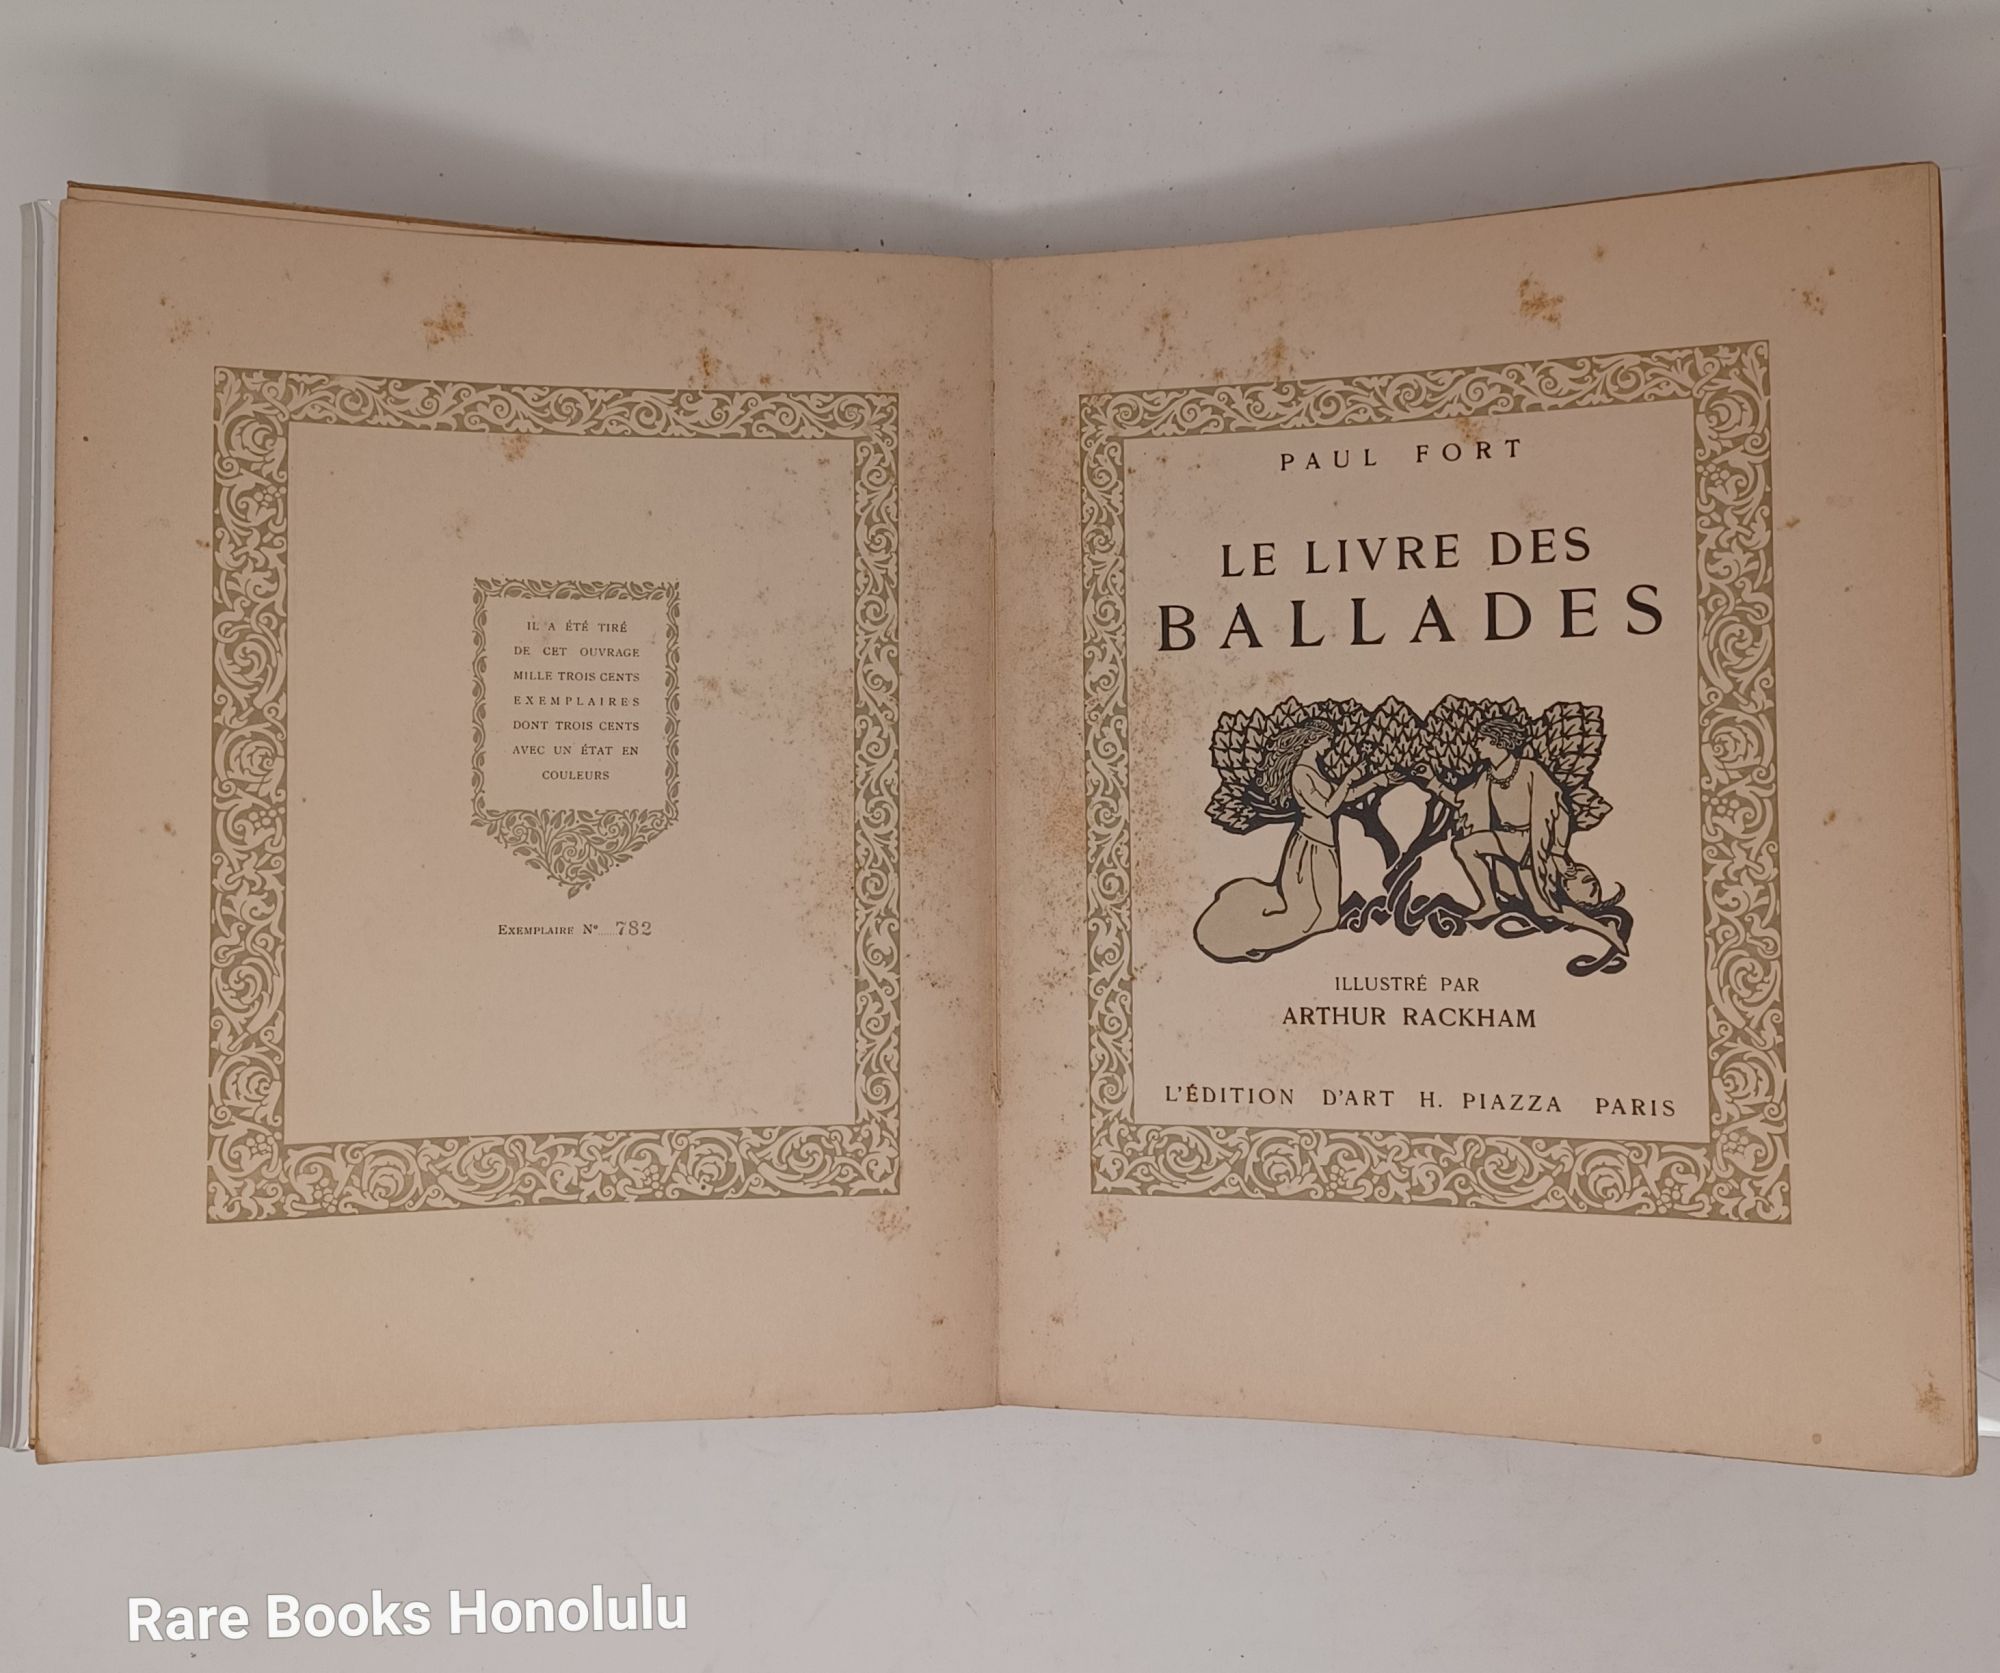 IL A ÉTÉ TIRÉ
DE CET OUVRAGE
MILLE TROIS CENTS
EXEMPLAIRES
DONT TROIS CENTS
AVEC UN ÉTAT EN
COULEURS
EXEMPLAIRE Nº 782
PAUL FORT
LE LIVRE DES
BALLADES
ILLUSTRÉ PAR
ARTHUR RACKHAM
L'ÉDITION D'ART H. PIAZZA PARIS
Rare Books Honolulu